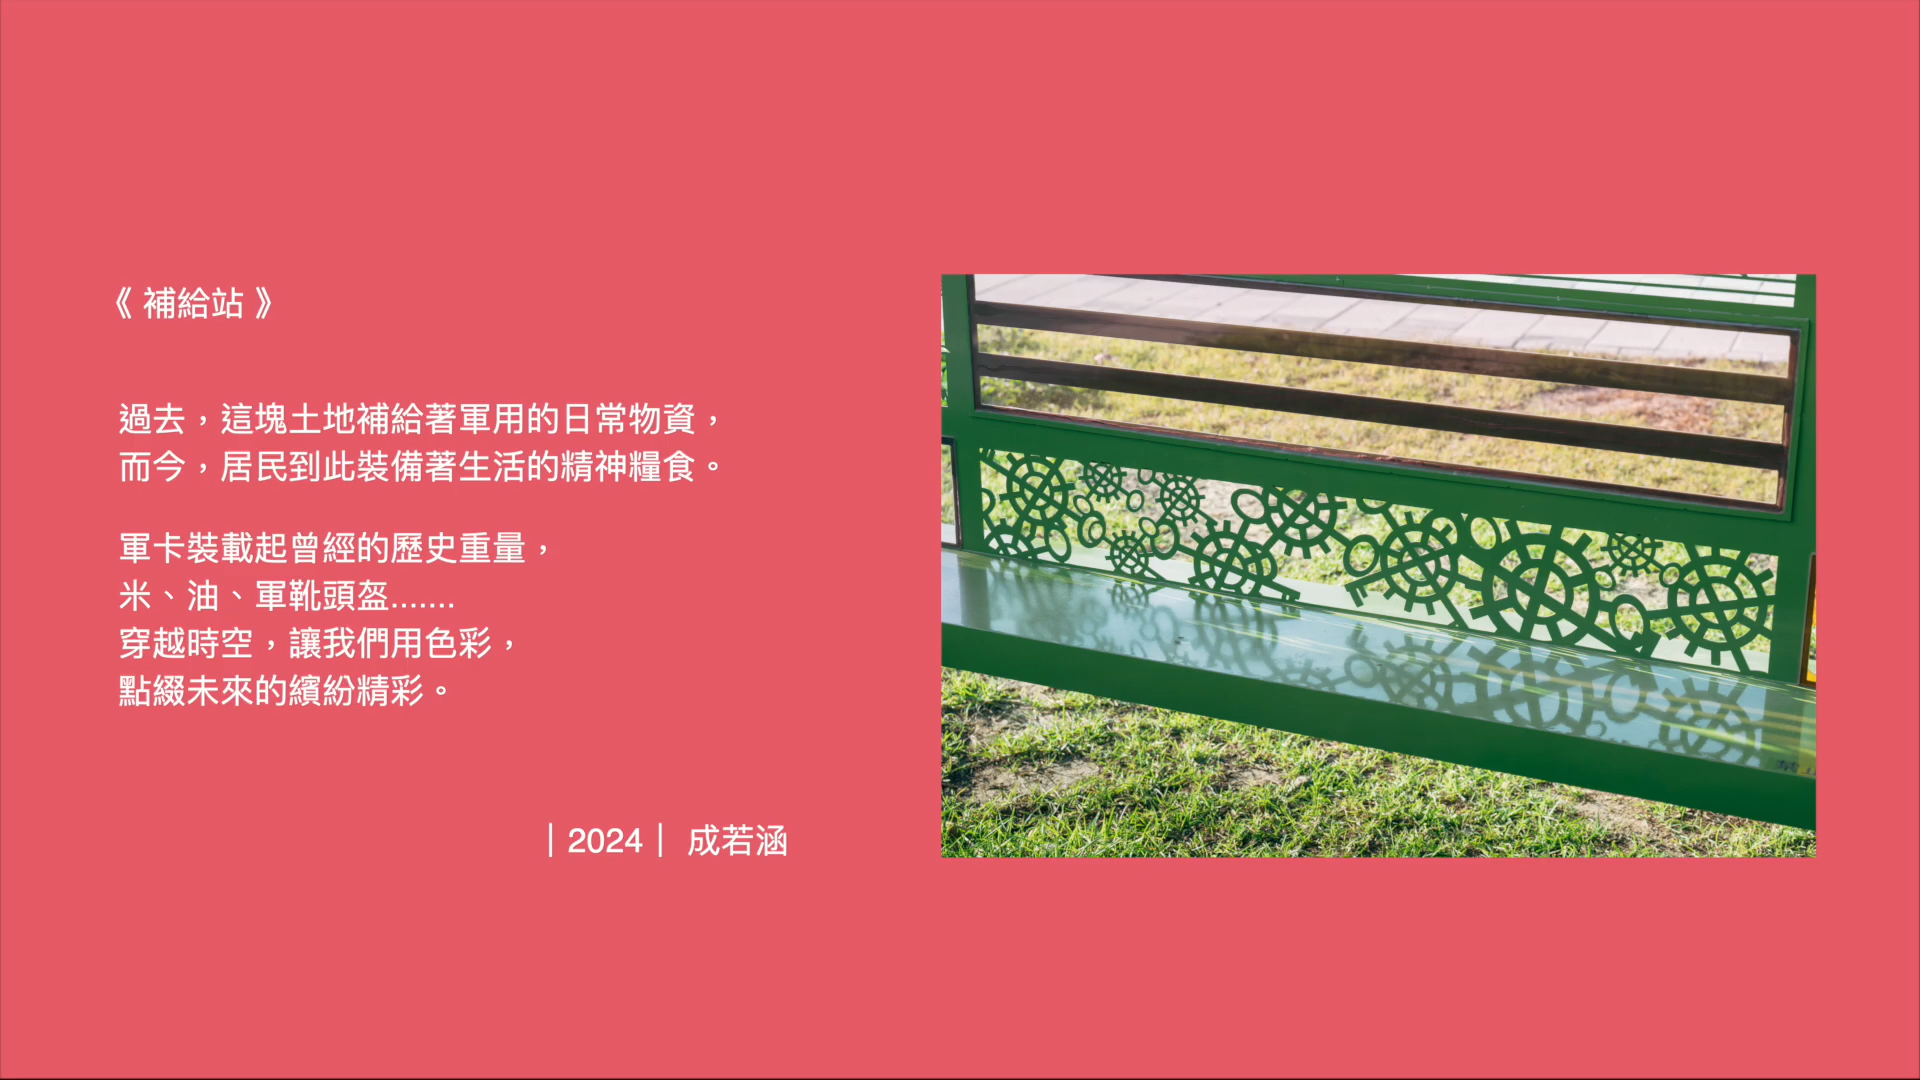 《 補給站 》
過去，這塊土地補給著軍用的日常物資，
而今，居民到此裝備著生活的精神糧食。
軍卡裝載起曾經的歷史重量，
米、油、軍靴頭盔.......
穿越時空，讓我們用色彩，
點綴未來的繽紛精彩。
｜2024｜ 成若涵